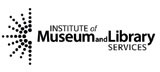 INSTITUTE of
Museum and Library
SERVICES